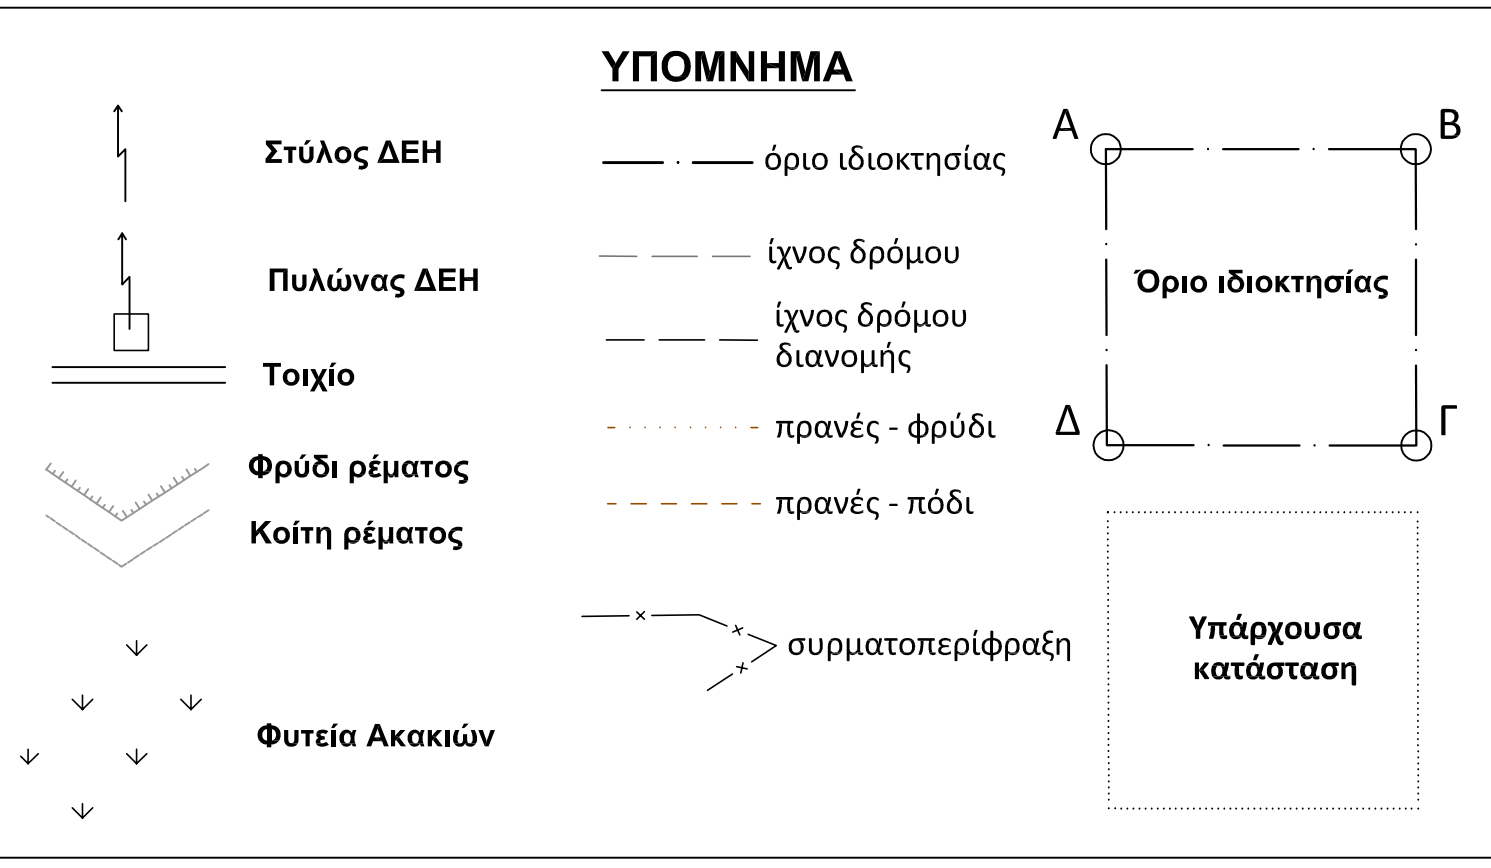 ΥΠΟΜΝΗΜΑ
Στύλος ΔΕΗ
Πυλώνας ΔΕΗ
Τοιχίο
Φρύδι ρέματος
Κοίτη ρέματος
Φυτεία Ακακιών
όριο ιδιοκτησίας
ίχνος δρόμου
ίχνος δρόμου
διανομής
πρανές - φρύδι
πρανές - πόδι
συρματοπερίφραξη
Α
Β
Όριο ιδιοκτησίας
Δ
Γ
Υπάρχουσα
κατάσταση